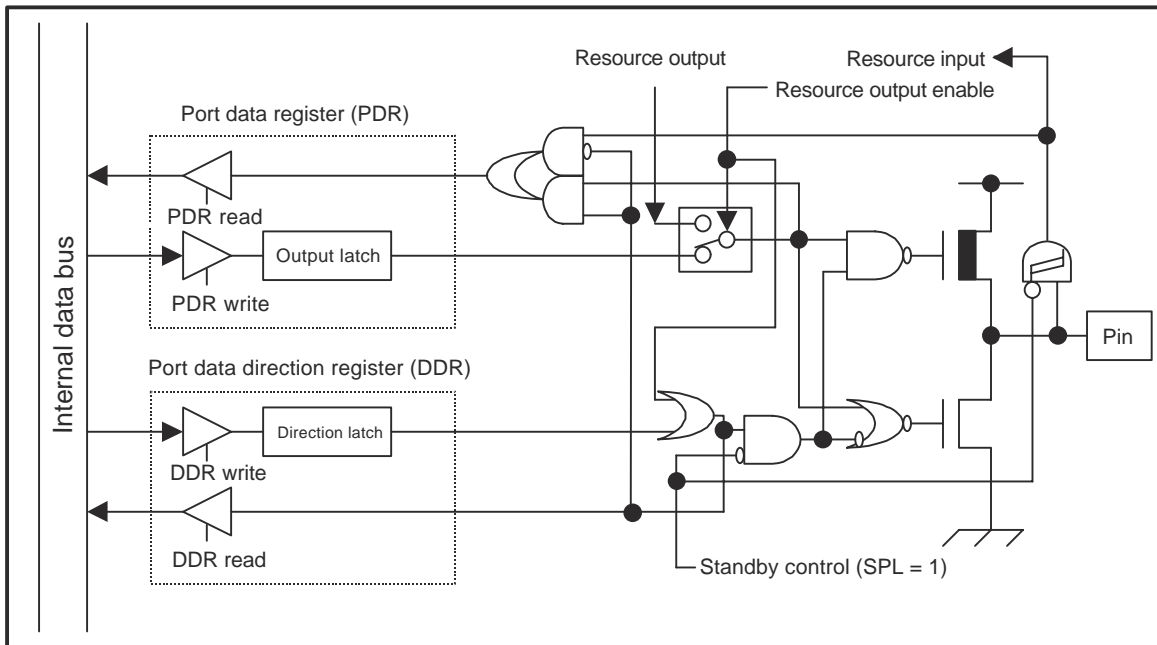 Resource output
Resource input
Resource output enable
Port data register (PDR)
PDR read
Output latch
PDR write
Internal data bus
Pin
Port data direction register (DDR)
Direction latch
DDR write
DDR read
Standby control (SPL = 1)